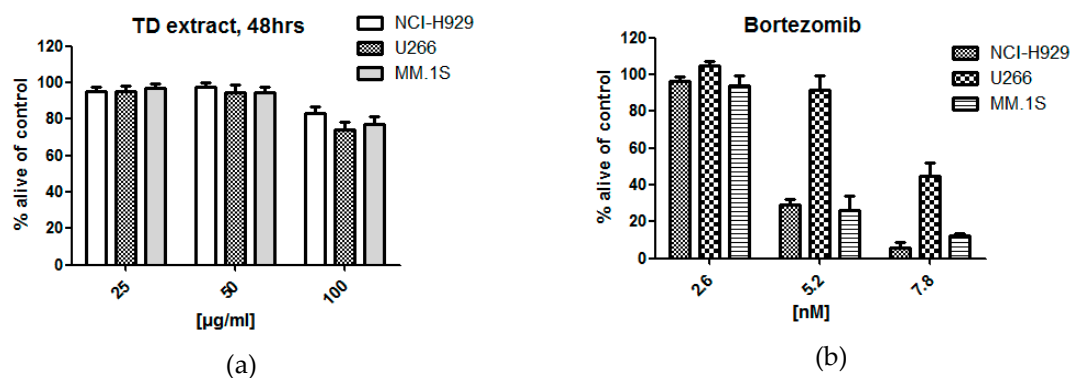 TD extract, 48hrs
NCI-H929
U266
MM.1S
% alive of control
120
100
80
60
40
20
0
25
50
100
[µg/ml]
(a)
Bortezomib
NCI-H929
U266
MM.1S
% alive of control
120
100
80
60
40
20
0
2.6
5.2
7.8
[nM]
(b)